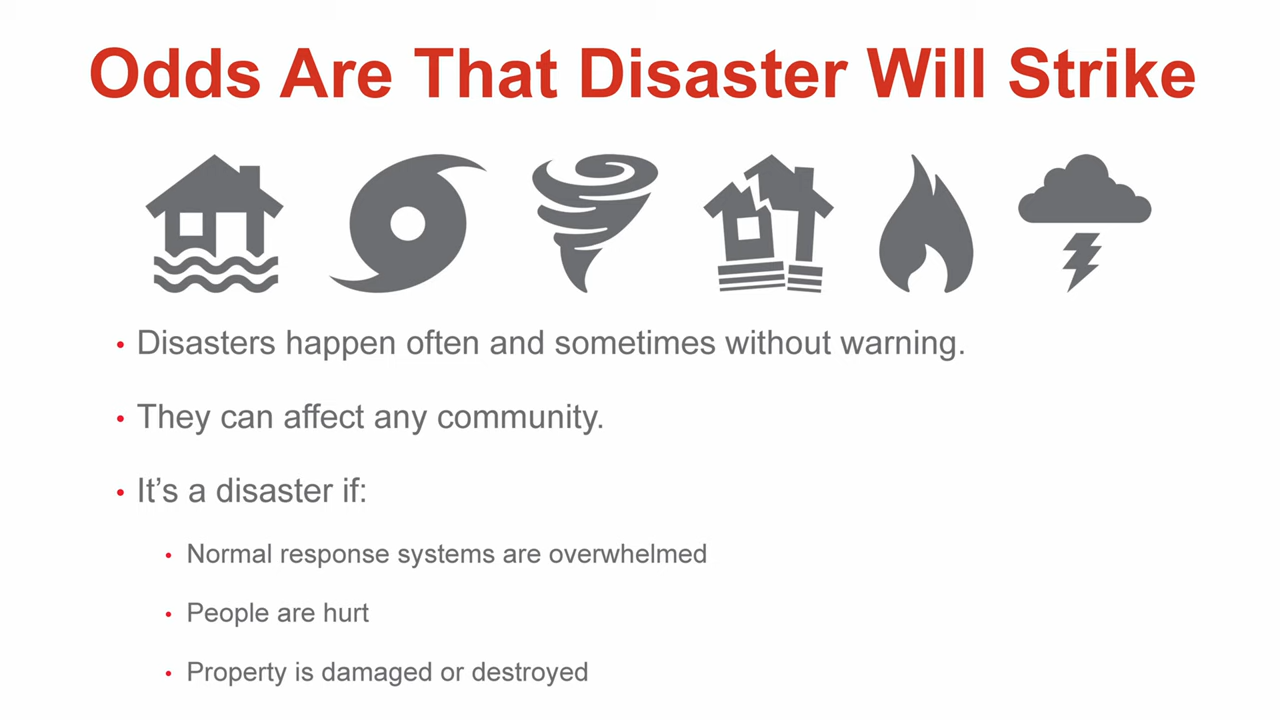 Odds Are That Disaster Will Strike
• Disasters happen often and sometimes without warning.
• They can affect any community.
• It’s a disaster if:
• Normal response systems are overwhelmed
• People are hurt
• Property is damaged or destroyed